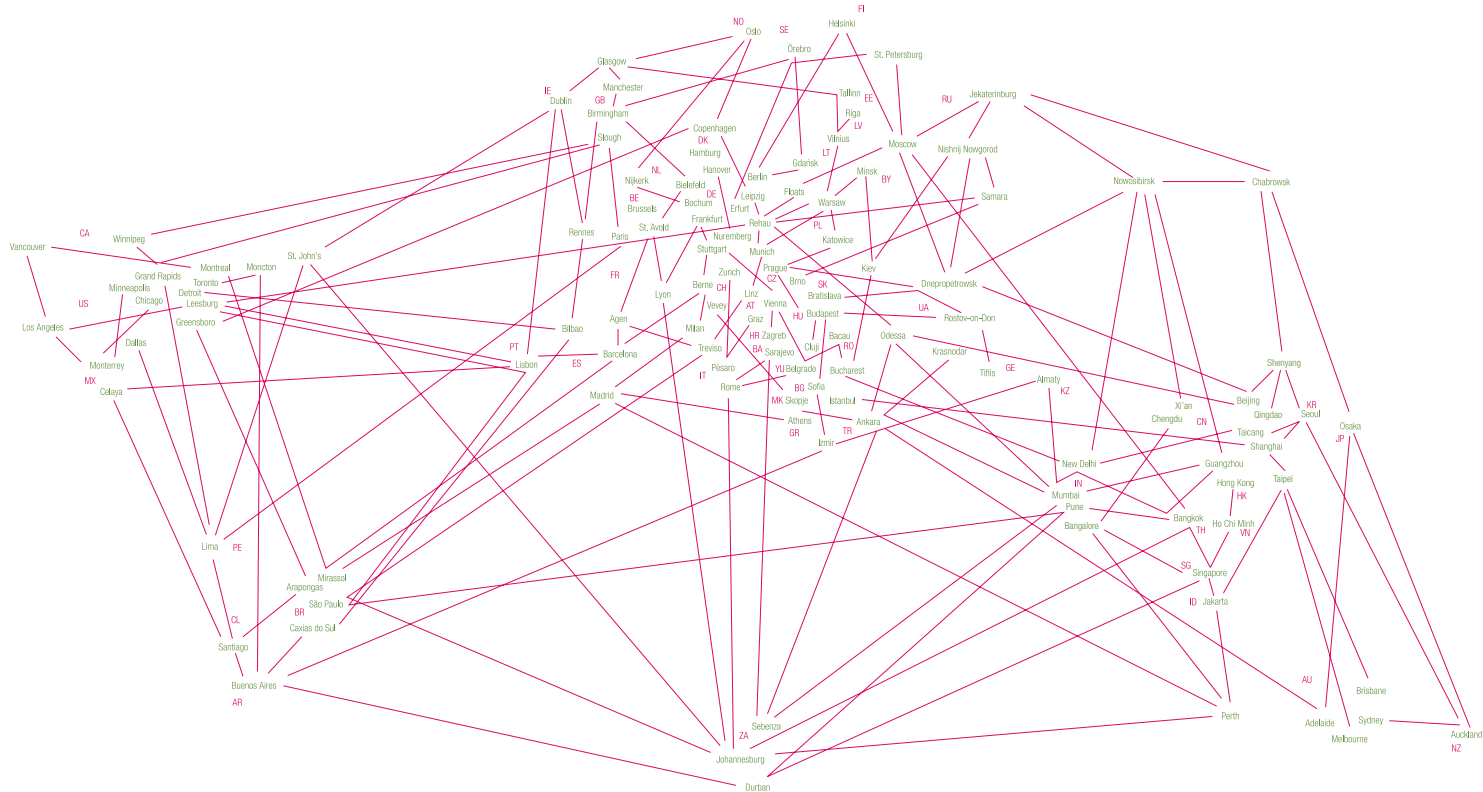 FI
NO
Helsinki
SE
Oslo
Örebro
St. Petersburg
Glasgow
IE
Manchester
Tallinn
Jekaterinburg
Dublin
GB
EE
RU
Birmingham
Riga
LV
Copenhagen
Slough
DK
Vilnius
Moscow
Nishnij Nowgorod
Hamburg
LT
Gdańsk
NL
Hanover
Berlin
Minsk
BY
Nijkerk
Bielefeld
Nowosibirsk
Chabrowsk
BE
DE
Leipzig
Floats
Samara
Bochum
Warsaw
Brussels
Erfurt
CA
Frankfurt
Rehau
PL
St. Avold
Rennes
Paris
Nuremberg
Katowice
Winnipeg
Vancouver
Stuttgart
Munich
St. John's
Montreal
Moncton
Prague
Kiev
Grand Rapids
FR
Zurich
CZ
Brno
SK
Dnepropetrowsk
Toronto
Minneapolis
Berne
CH
Detroit
Chicago
Lyon
Linz
Bratislava
US
Leesburg
Vevey
AT
Vienna
UA
Greensboro
Agen
Graz
HU
Budapest
Rostov-on-Don
Los Angeles
Bilbao
Milan
HR
Zagreb
Bacau
Odessa
Dallas
PT
Treviso
BA
Cluji
RO
Krasnodar
Barcelona
Sarajevo
Monterrey
Lisbon
ES
Pèsaro
YU
Belgrade
Bucharest
GE
Tiflis
Shenyang
MX
IT
Rome
BG
Sofia
Almaty
Celaya
Madrid
MK
Skopje
Istanbul
KZ
Beijing
Xi'an
KR
Athens
Ankara
Chengdu
CN
Qingdao
Seoul
GR
TR
Taicang
Osaka
Izmir
Shanghai
JP
New Delhi
Guangzhou
IN
Hong Kong
Taipei
Mumbai
HK
Pune
Bangkok
Bangalore
Ho Chi Minh
TH
VN
Lima
PE
SG
Singapore
Mirassol
Arapongas
São Paulo
ID
Jakarta
BR
CL
Caxias do Sul
Santiago
AU
Buenos Aires
Brisbane
AR
Sebenza
Perth
Adelaide
Sydney
ZA
Melbourne
Auckland
NZ
Johannesburg
Durban